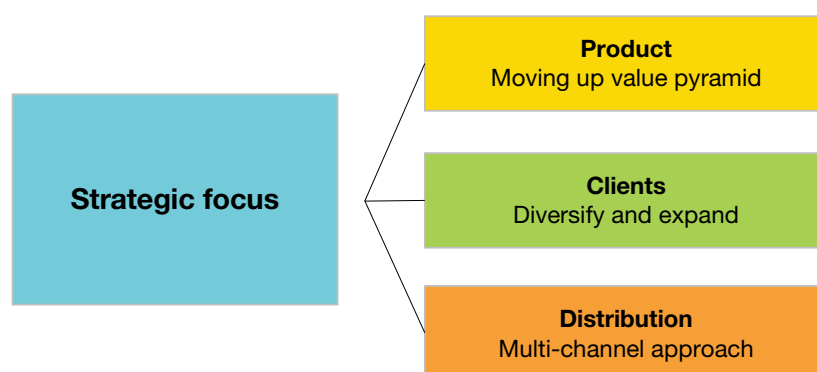 Strategic focus
Product
Moving up value pyramid
Clients
Diversify and expand
Distribution
Multi-channel approach